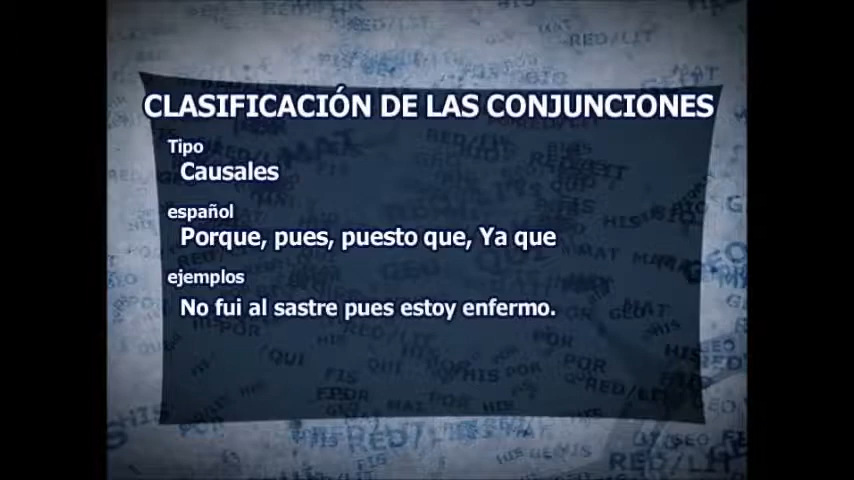 CLASIFICACIÓN DE LAS CONJUNCIONES
Tipo
Causales
español
Porque, pues, puesto que, Ya que
ejemplos
No fui al sastre pues estoy enfermo.